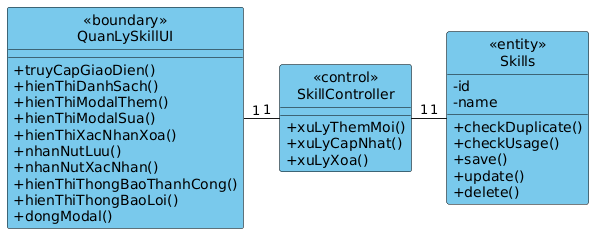 «boundary»
QuanLySkillUI
+truyCapGiaoDien()
+hienThiDanhSach()
+hienThiModalThem()
+hienThiModalSua()
+hienThiXacNhanXoa()
+nhanNutLuu()
+nhanNutXacNhan()
+hienThiThongBaoThanhCong()
+hienThiThongBaoLoi()
+dongModal()
1 1
«control»
SkillController
+xuLyThemMoi()
+xuLyCapNhat()
+xuLyXoa()
1 1
«entity»
Skills
-id
-name
+checkDuplicate()
+checkUsage()
+save()
+update()
+delete()